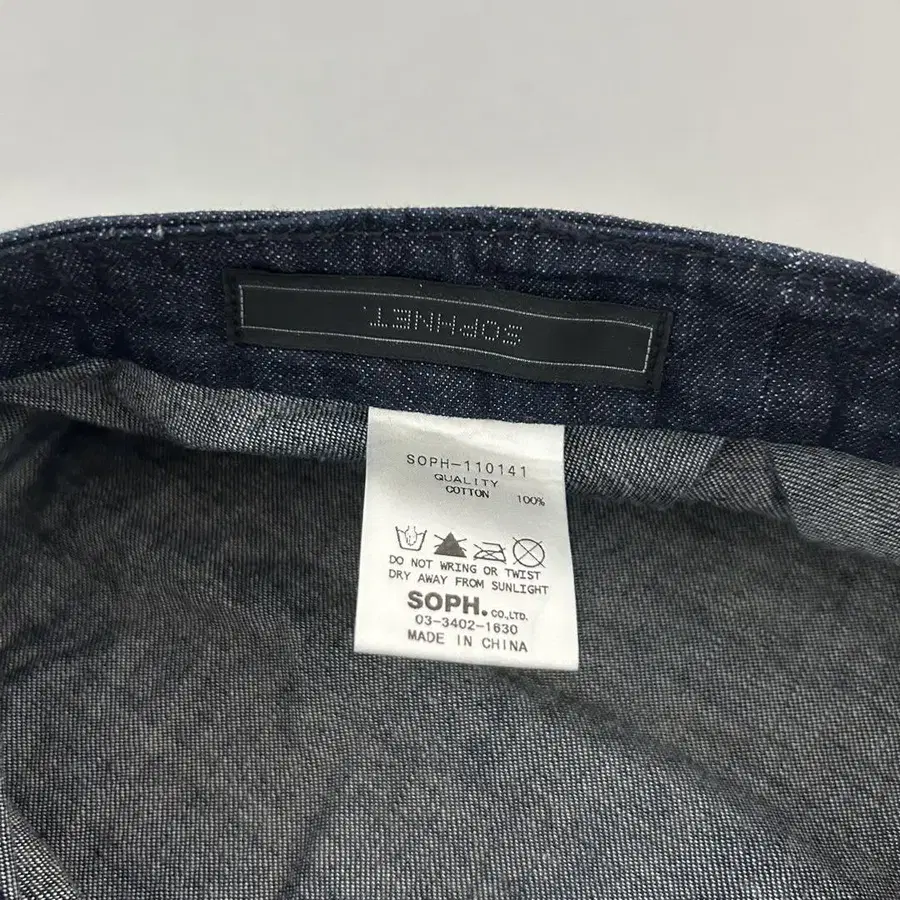 SOPHNET.
SOPH-110141
QUALITY
COTTON 100%
DO NOT WRING OR TWIST
DRY AWAY FROM SUNLIGHT
SOPH. CO.,LTD.
03-3402-1630
MADE IN CHINA